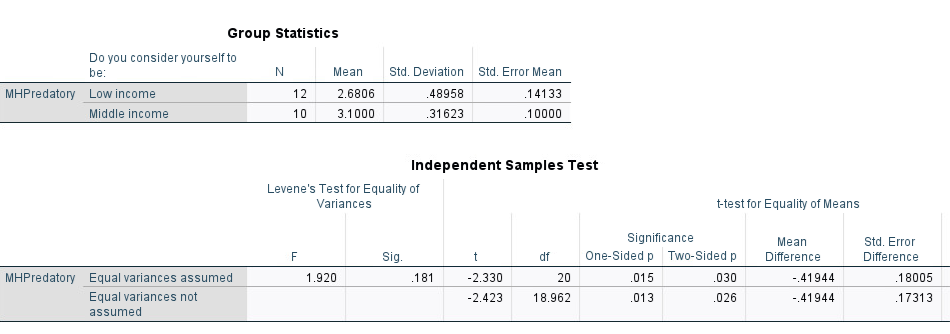 Group Statistics
Do you consider yourself to
be: N Mean Std. Deviation Std. Error Mean
MHPredatory Low income 12 2.6806 .48958 .14133
Middle income 10 3.1000 .31623 .10000
Independent Samples Test
Levene's Test for Equality of
Variances
t-test for Equality of Means
Significance
Mean
Std. Error
F Sig. t df One-Sided p Two-Sided p Difference Difference
MHPredatory Equal variances assumed 1.920 .181 -2.330 20 .015 .030 -.41944 .18005
Equal variances not
assumed
-2.423 18.962 .013 .026 -.41944 .17313